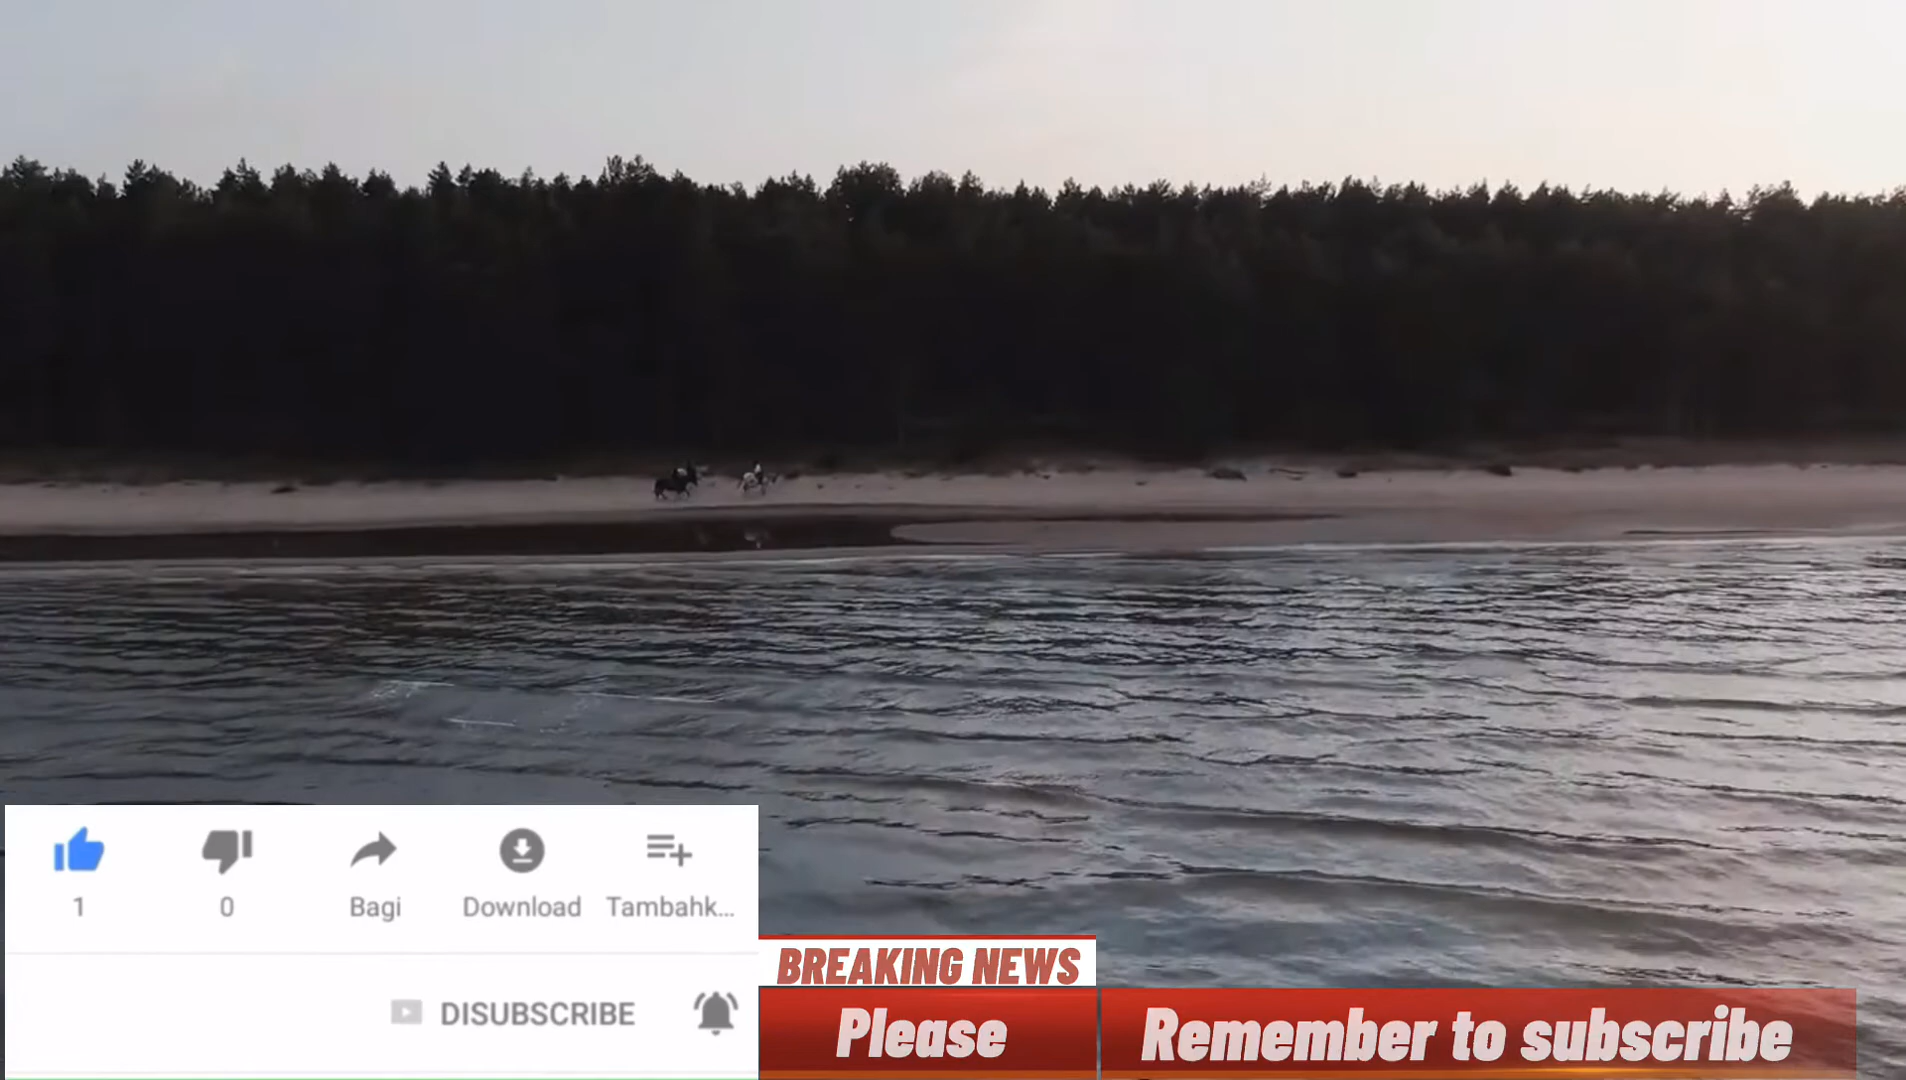 1
0
Bagi
Download
Tambahk...
DISUBSCRIBE
BREAKING NEWS
Please
Remember to subscribe